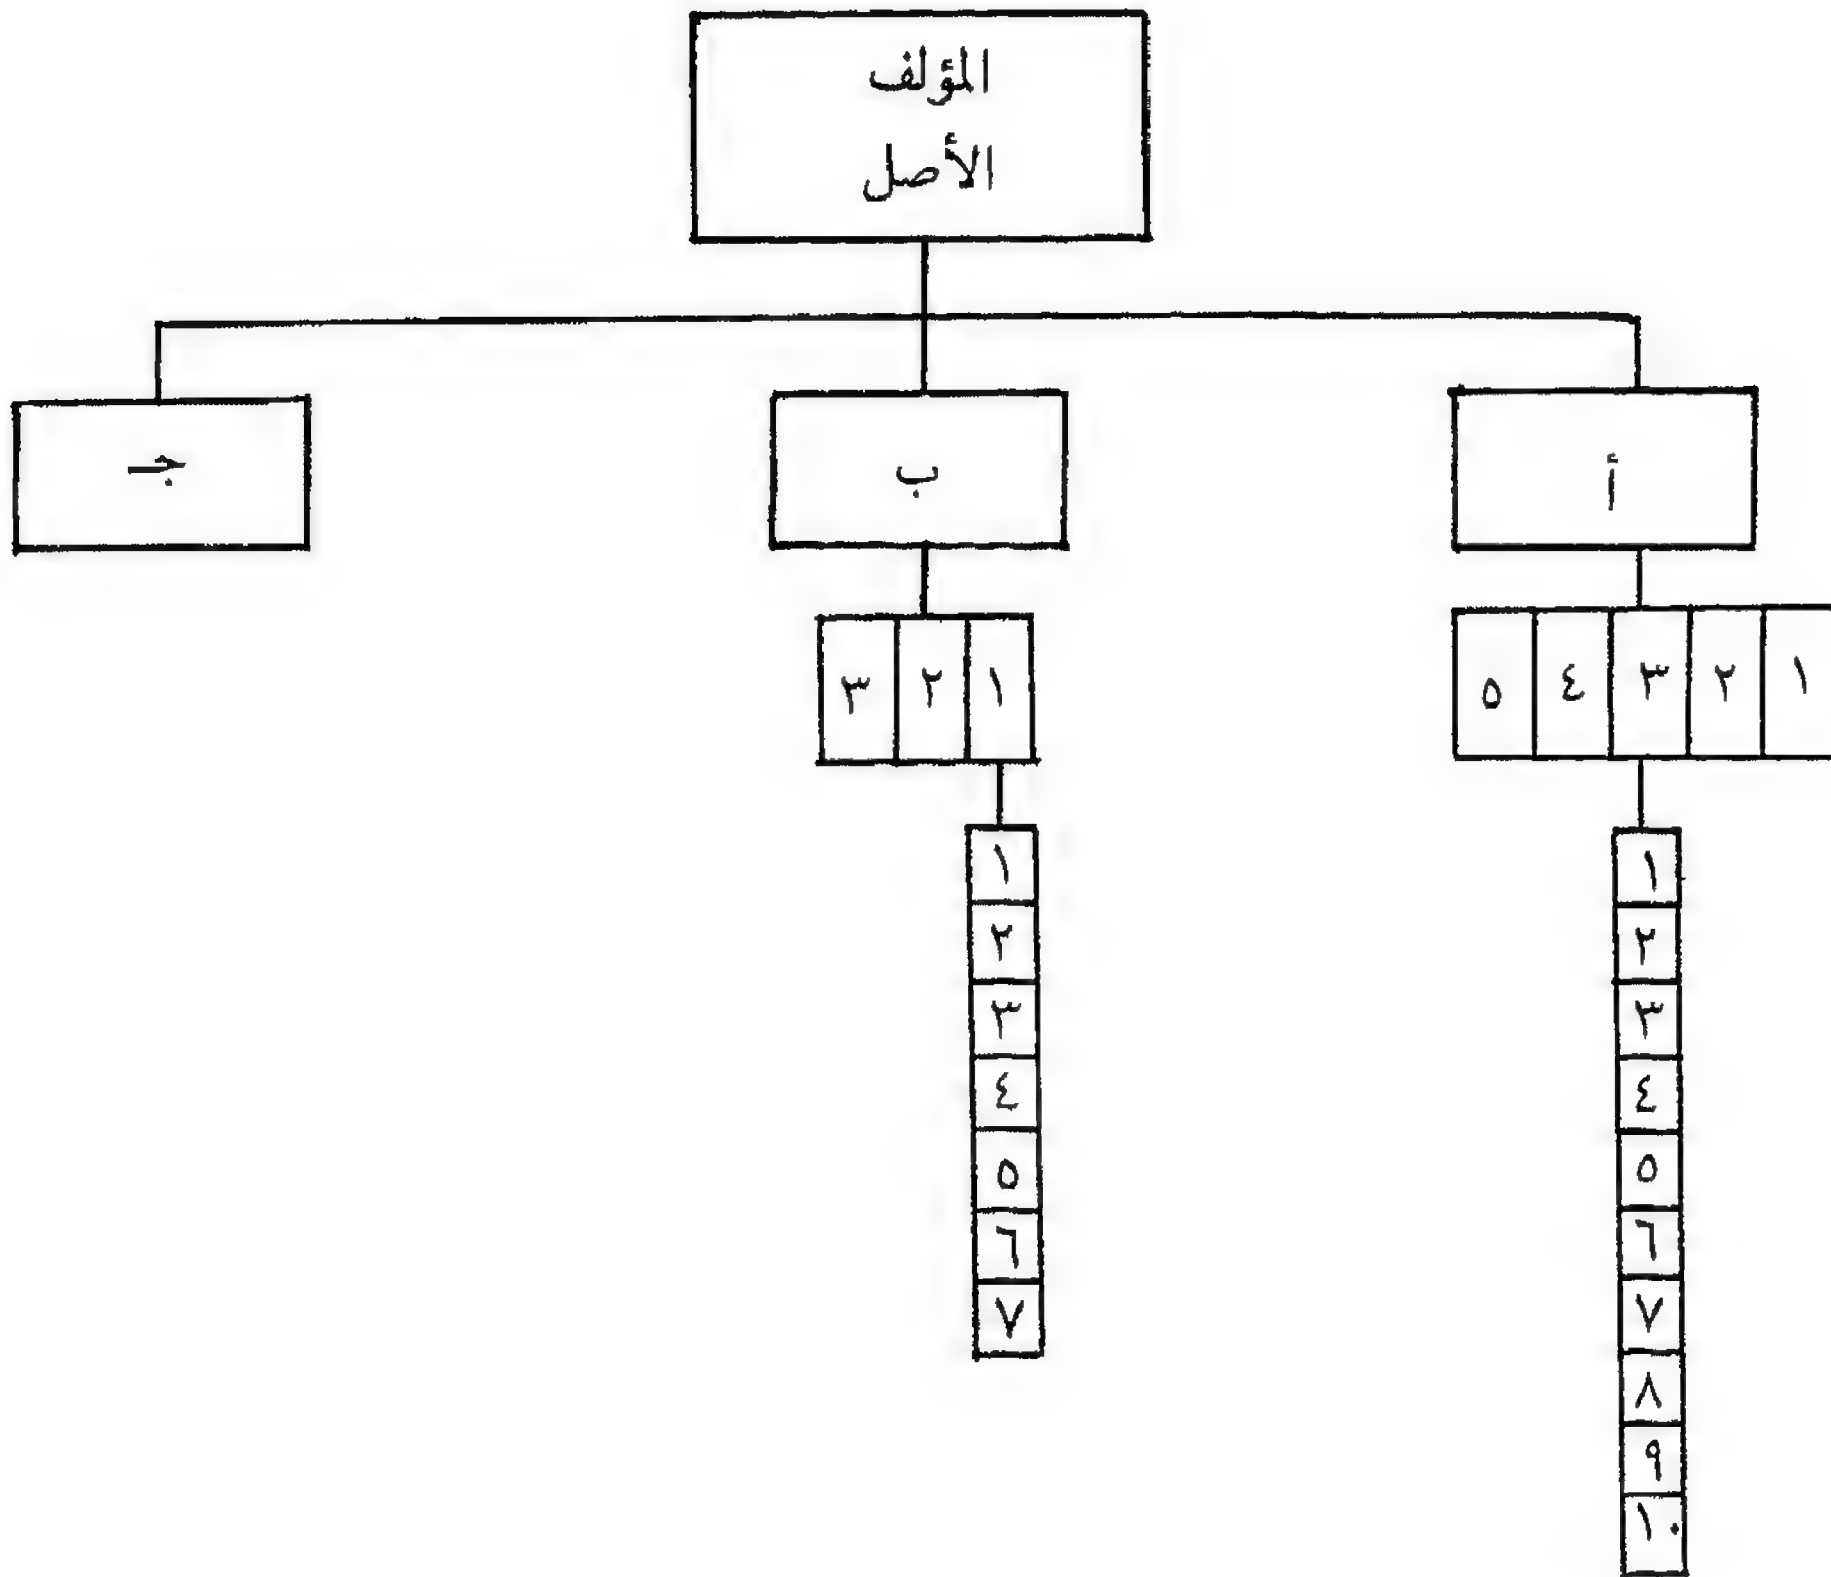 المؤلف
الأصل
أ
ب
جـ
١ ٢ ٣ ٤ ٥
١ ٢ ٣
١
٢
٣
٤
٥
٦
٧
٨
٩
١٠
١
٢
٣
٤
٥
٦
٧